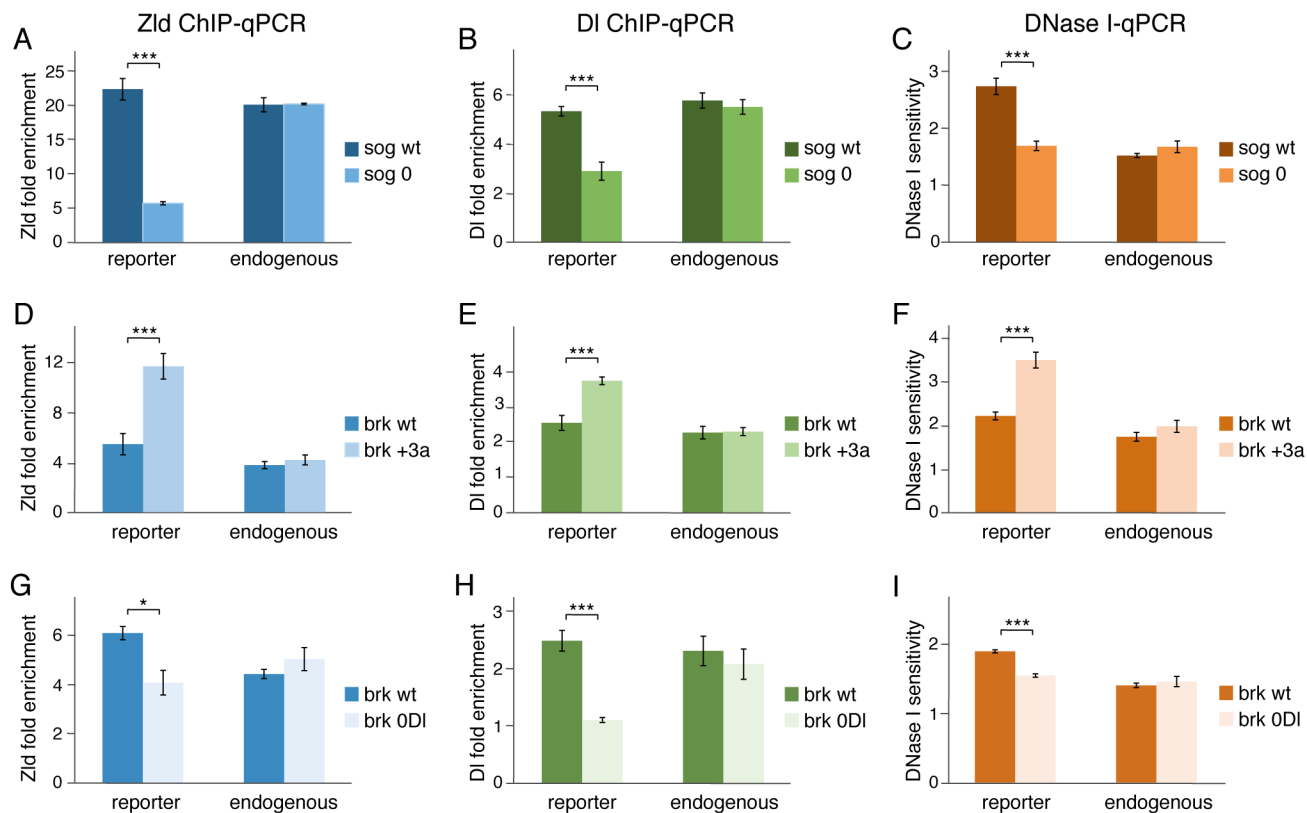 Zld ChIP-qPCR
Dl ChIP-qPCR
DNase I-qPCR
A
Zld fold enrichment
25
20
15
10
5
0
***
reporter
endogenous
sog wt
sog 0
B
Dl fold enrichment
6
4
2
0
***
reporter
endogenous
sog wt
sog 0
C
DNase I sensitivity
3
2
1
0
***
reporter
endogenous
sog wt
sog 0
D
Zld fold enrichment
12
8
4
0
***
reporter
endogenous
brk wt
brk +3a
E
Dl fold enrichment
4
3
2
1
0
***
reporter
endogenous
brk wt
brk +3a
F
DNase I sensitivity
4
3
2
1
0
***
reporter
endogenous
brk wt
brk +3a
G
Zld fold enrichment
6
4
2
0
*
reporter
endogenous
brk wt
brk 0Dl
H
Dl fold enrichment
3
2
1
0
***
reporter
endogenous
brk wt
brk 0Dl
I
DNase I sensitivity
2
1
0
***
reporter
endogenous
brk wt
brk 0Dl